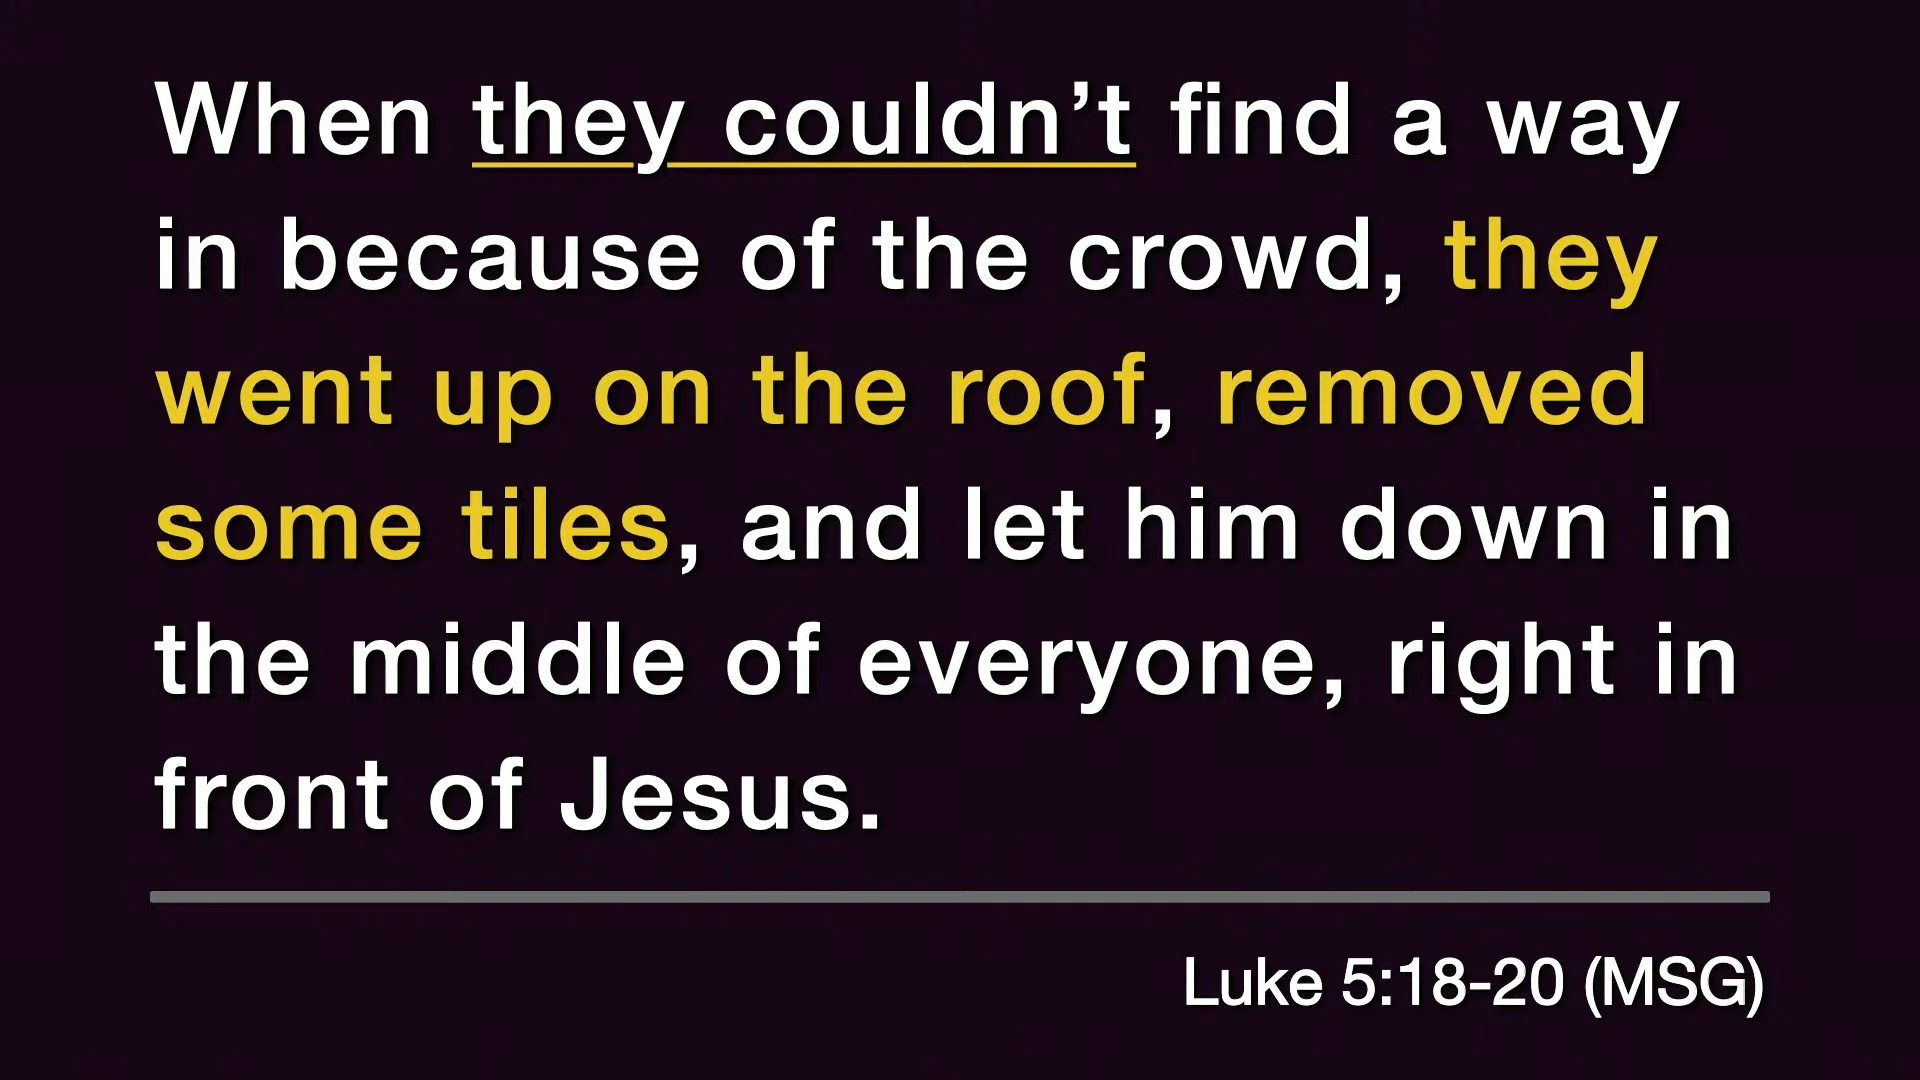 When they couldn’t find a way
in because of the crowd, they
went up on the roof, removed
some tiles, and let him down in
the middle of everyone, right in
front of Jesus.
Luke 5:18-20 (MSG)